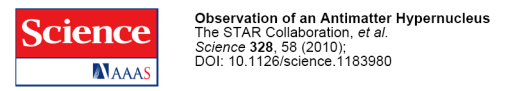 Science
AAAS
Observation of an Antimatter Hypernucleus
The STAR Collaboration, et al.
Science 328, 58 (2010);
DOI: 10.1126/science.1183980